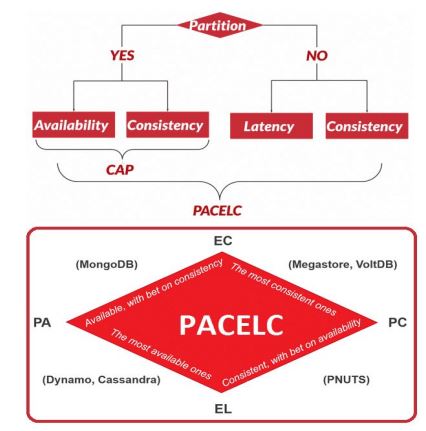 Partition
YES
NO
Availability
Consistency
Latency
Consistency
CAP
PACELC
EC
(MongoDB)
(Megastore, VoltDB)
Available, with bet on consistency
The most consistent ones
PA
PACELC
PC
The most available ones
Consistent, with bet on availability
(Dynamo, Cassandra)
(PNUTS)
EL